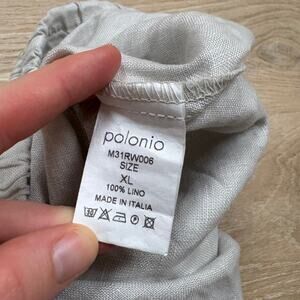 polonio
M31RW006
SIZE
XL
100% LINO
MADE IN ITALIA